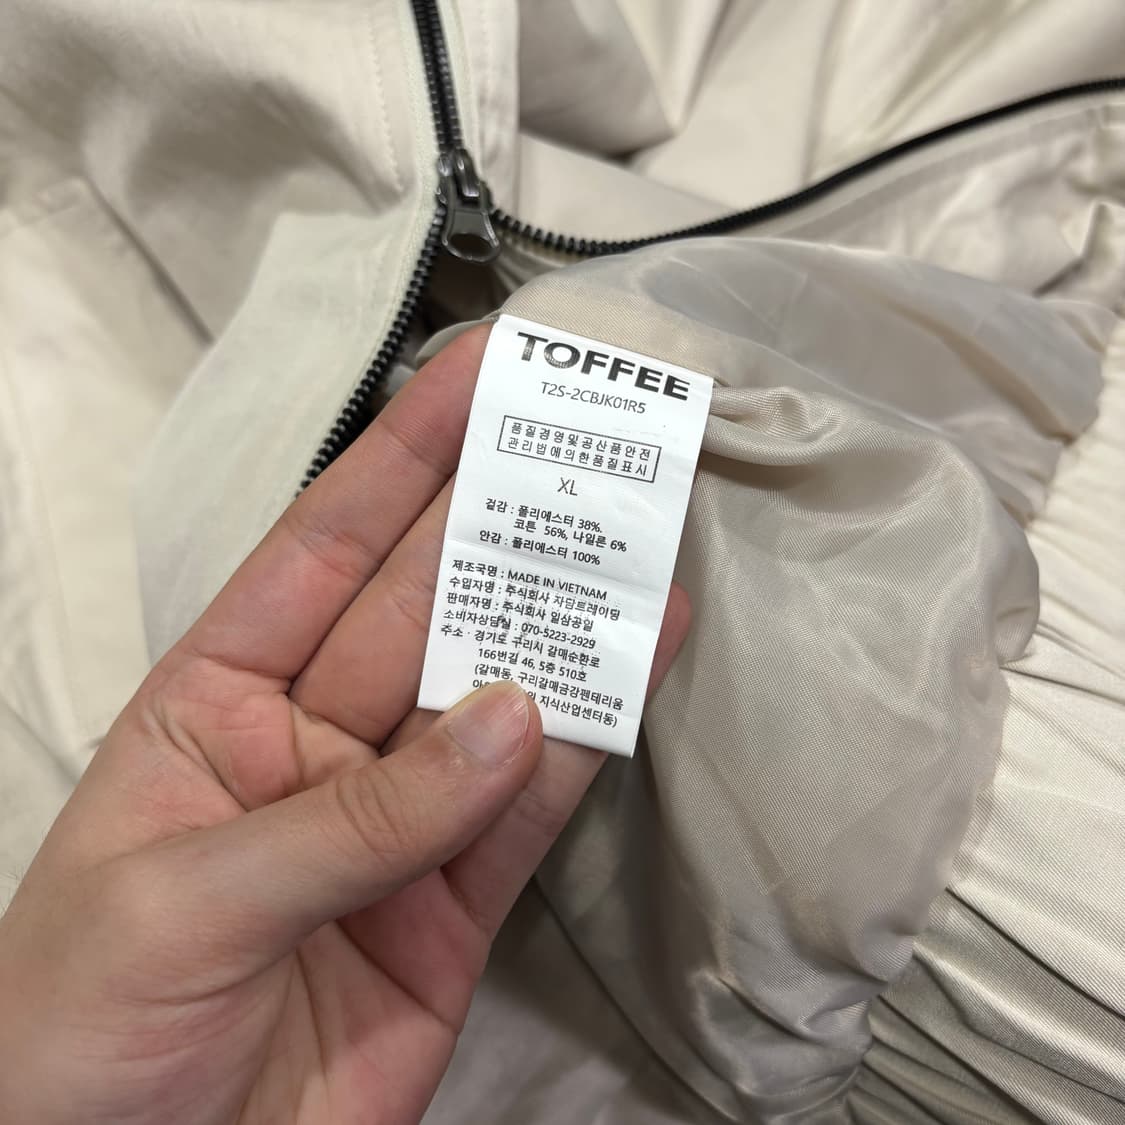 TOFFEE
T2S-2CBJK01R5
품질경영및공산품안전
관리법에의한품질표시
XL
겉감 : 폴리에스터 38%.
코튼 56%, 나일론 6%
안감 : 폴리에스터 100%
제조국명 : MADE IN VIETNAM
수입자명 : 주식회사 자담트레이딩
판매자명 : 주식회사 일삼공일
소비자상담실 : 070-5223-2929
주소 : 경기도 구리시 갈매순환로
166번길 46, 5층 510호
(갈매동, 구리갈매금강펜테리움
지식산업센터동)